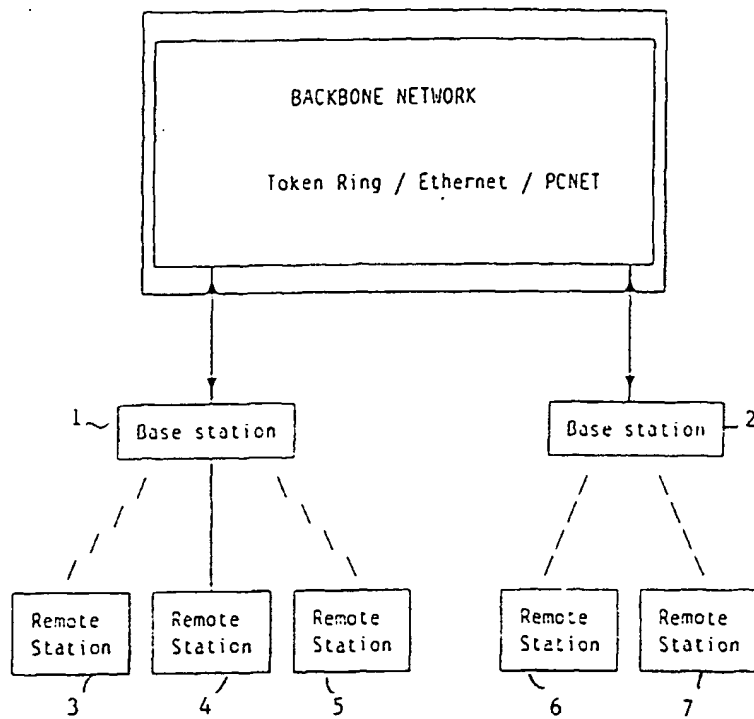 BACKBONE NETWORK
Token Ring / Ethernet / PCNET
1
Base station
Base station
2
Remote
Station
Remote
Station
Remote
Station
Remote
Station
Remote
Station
3
4
5
6
7